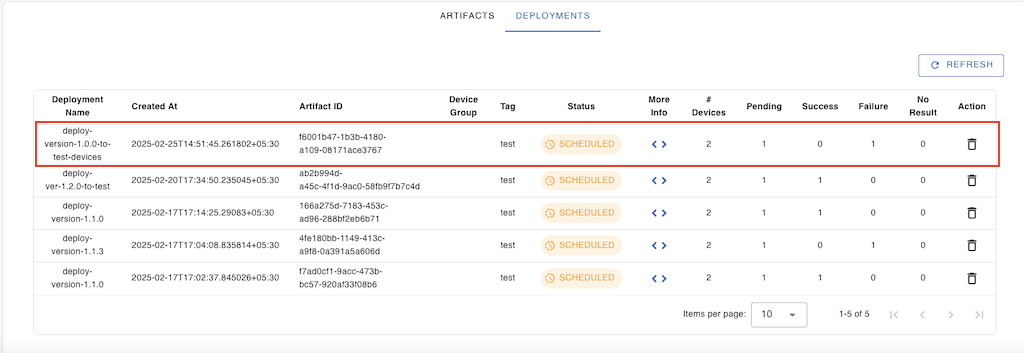 ARTIFACTS DEPLOYMENTS
REFRESH
Deployment Name Created At Artifact ID Device Group Tag Status More Info # Devices Pending Success Failure No Result Action
deploy-version-1.0.0-to-test-devices 2025-02-25T14:51:45.261802+05:30 f6001b47-1b3b-4180-a109-08171ace3767 test SCHEDULED <> 2 1 0 1 0
deploy-ver-1.2.0-to-test 2025-02-20T17:34:50.235045+05:30 ab2b994d-a45c-4f1d-9ac0-58fb9f7b7c4d test SCHEDULED <> 2 1 1 0 0
deploy-version-1.1.0 2025-02-17T17:14:25.29083+05:30 166a275d-7183-453c-ad96-288bf2eb6b71 test SCHEDULED <> 2 1 1 0 0
deploy-version-1.1.3 2025-02-17T17:04:08.835814+05:30 4fe180bb-1149-413c-a9f8-0a391a5a606d test SCHEDULED <> 2 1 0 1 0
deploy-version-1.1.0 2025-02-17T17:02:37.845026+05:30 f7ad0cf1-9acc-473b-bc57-920af33f08b6 test SCHEDULED <> 2 1 1 0 0
Items per page: 10 1-5 of 5